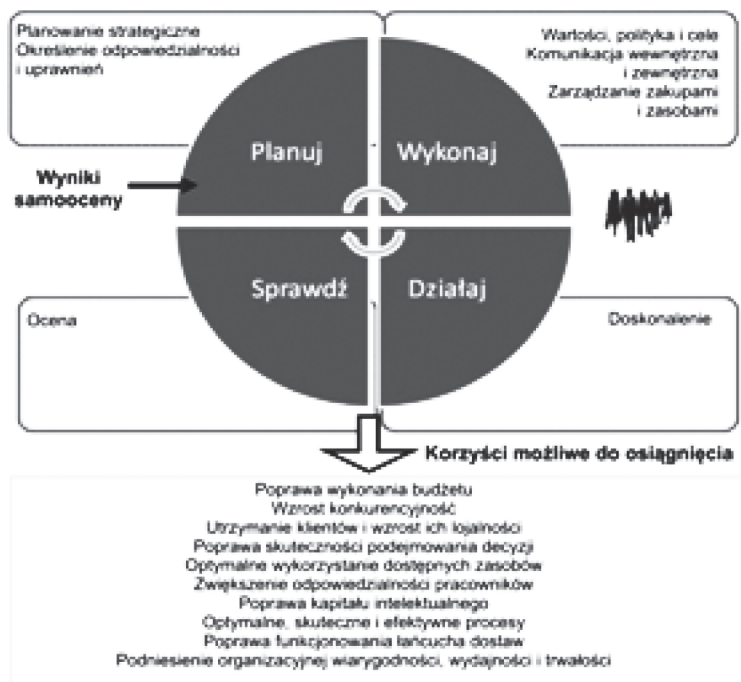 Planowanie strategiczne
Określenie odpowiedzialności
i uprawnień
Wartości, polityka i cele
Komunikacja wewnętrzna
i zewnętrzna
Zarządzanie zakupami
i zasobami
Planuj
Wykonaj
Wyniki
samooceny
Sprawdź
Działaj
Ocena
Doskonalenie
Korzyści możliwe do osiągnięcia
Poprawa wykonania budżetu
Wzrost konkurencyjność
Utrzymanie klientów i wzrost ich lojalności
Poprawa skuteczności podejmowania decyzji
Optymalne wykorzystanie dostępnych zasobów
Zwiększenie odpowiedzialności pracowników
Poprawa kapitału intelektualnego
Optymalne, skuteczne i efektywne procesy
Poprawa funkcjonowania łańcucha dostaw
Podniesienie organizacyjnej wiarygodności, wydajności i trwałości